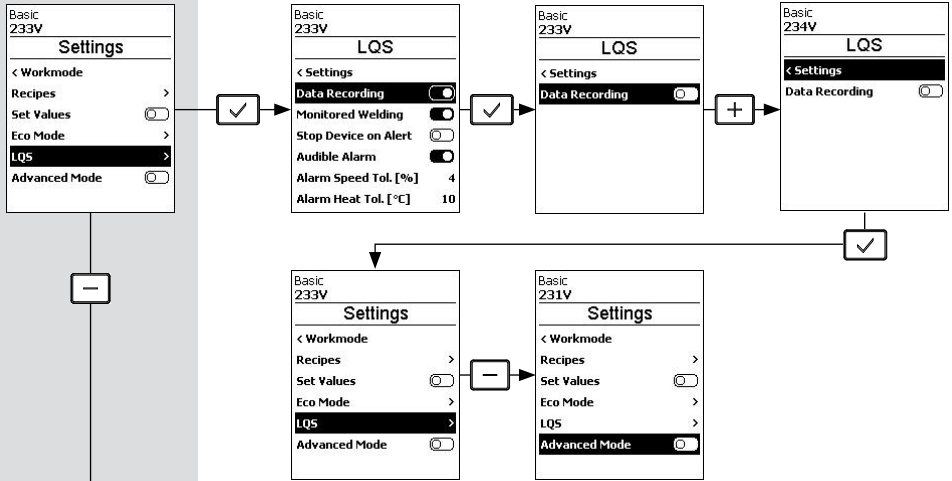 Basic
233V
Settings
< Workmode
Recipes >
Set Values
Eco Mode >
LQS >
Advanced Mode
Basic
233V
LQS
< Settings
Data Recording
Monitored Welding
Stop Device on Alert
Audible Alarm
Alarm Speed Tol. [%] 4
Alarm Heat Tol. [°C] 10
Basic
233V
LQS
< Settings
Data Recording
Basic
234V
LQS
< Settings
Data Recording
Basic
233V
Settings
< Workmode
Recipes >
Set Values
Eco Mode >
LQS >
Advanced Mode
Basic
231V
Settings
< Workmode
Recipes >
Set Values
Eco Mode >
LQS >
Advanced Mode